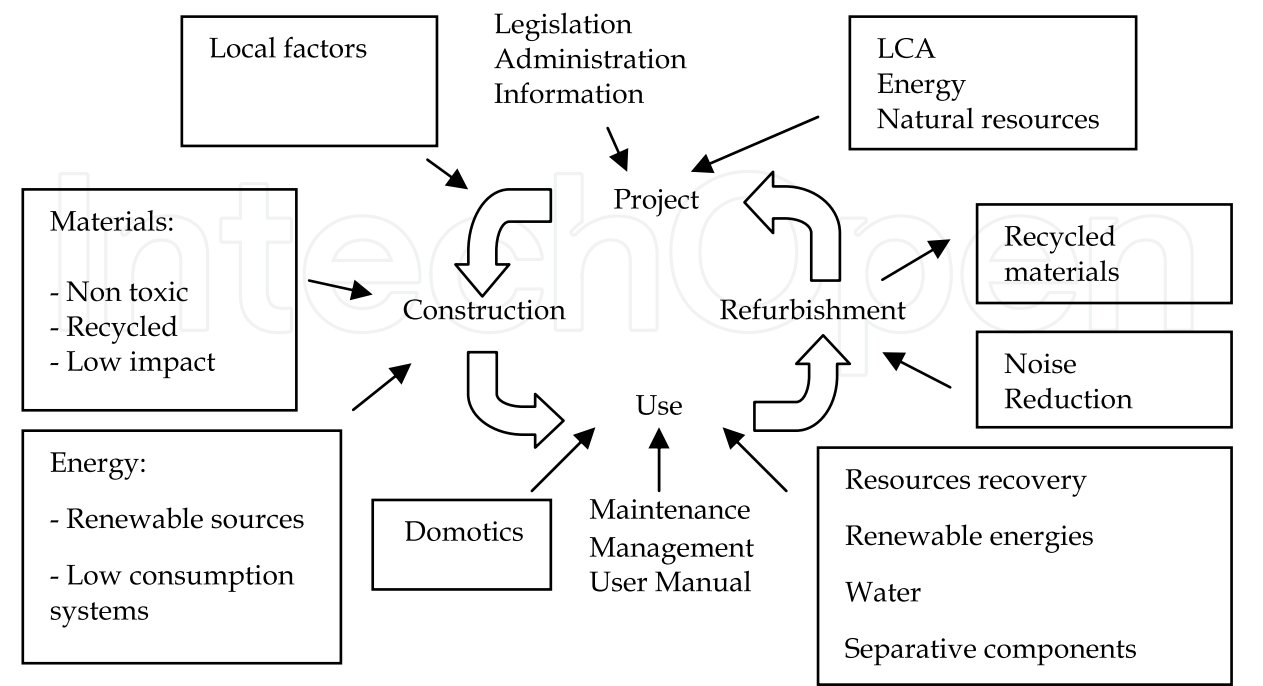 Local factors
Legislation
Administration
Information
LCA
Energy
Natural resources
Project
Materials:
- Non toxic
- Recycled
- Low impact
Recycled
materials
Construction
Refurbishment
Noise
Reduction
Use
Energy:
- Renewable sources
- Low consumption
systems
Domotics
Maintenance
Management
User Manual
Resources recovery
Renewable energies
Water
Separative components
IntechOpen